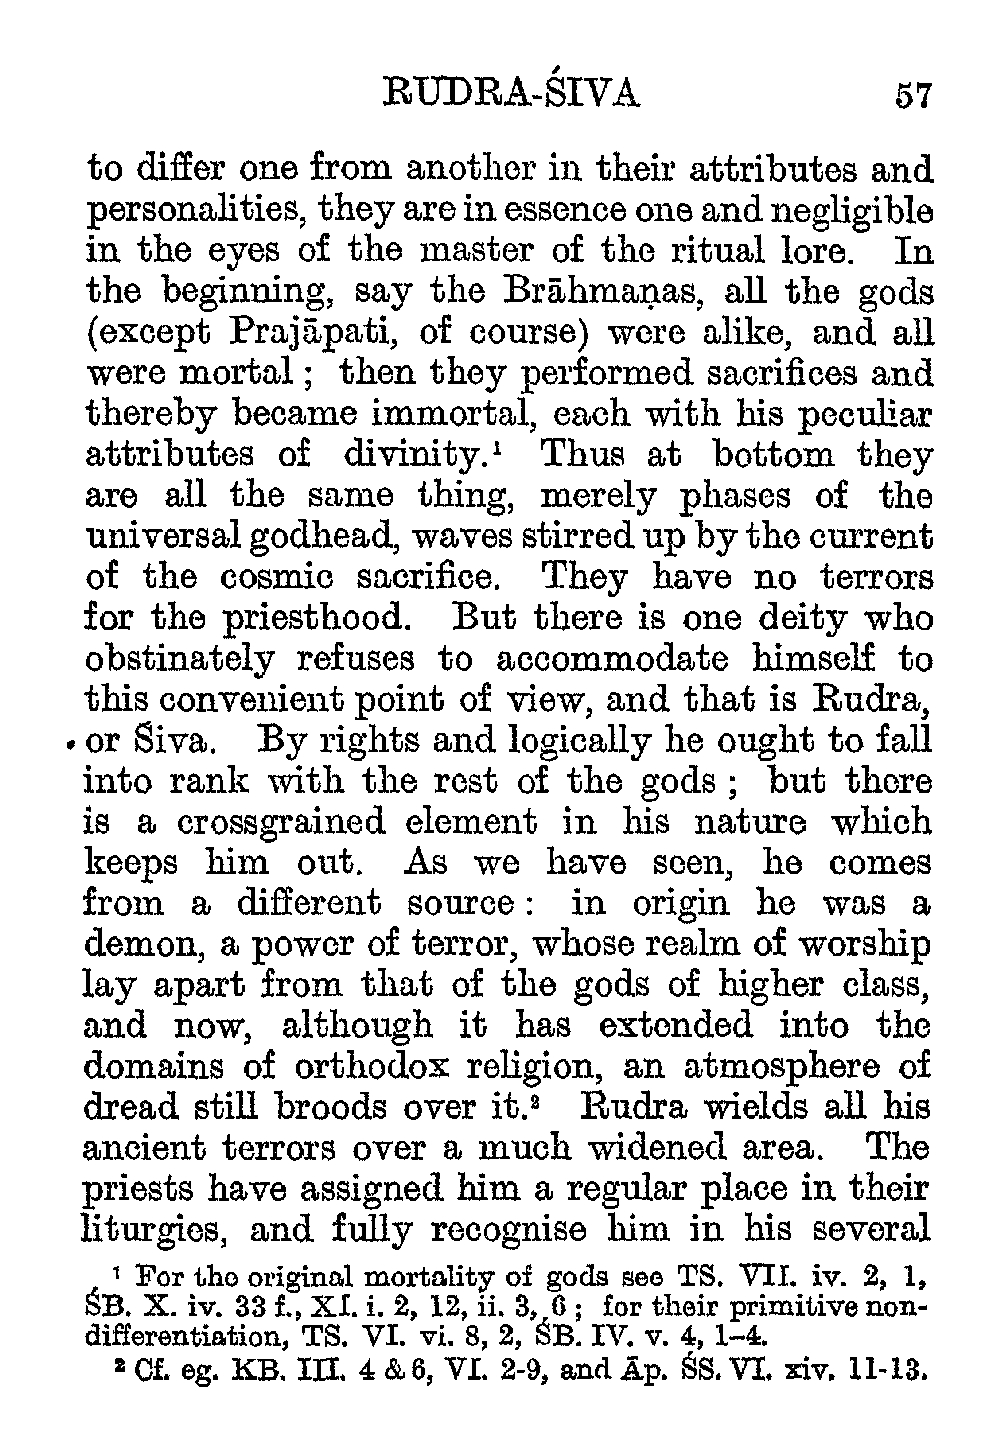 RUDRA-ŚIVA 57
to differ one from another in their attributes and
personalities, they are in essence one and negligible
in the eyes of the master of the ritual lore. In
the beginning, say the Brāhmaṇas, all the gods
(except Prajāpati, of course) were alike, and all
were mortal ; then they performed sacrifices and
thereby became immortal, each with his peculiar
attributes of divinity.¹ Thus at bottom they
are all the same thing, merely phases of the
universal godhead, waves stirred up by the current
of the cosmic sacrifice. They have no terrors
for the priesthood. But there is one deity who
obstinately refuses to accommodate himself to
this convenient point of view, and that is Rudra,
or Śiva. By rights and logically he ought to fall
into rank with the rest of the gods ; but there
is a crossgrained element in his nature which
keeps him out. As we have seen, he comes
from a different source : in origin he was a
demon, a power of terror, whose realm of worship
lay apart from that of the gods of higher class,
and now, although it has extended into the
domains of orthodox religion, an atmosphere of
dread still broods over it.² Rudra wields all his
ancient terrors over a much widened area. The
priests have assigned him a regular place in their
liturgies, and fully recognise him in his several
¹ For the original mortality of gods see TS. VII. iv. 2, 1,
ŚB. X. iv. 33 f., XI. i. 2, 12, ii. 3, 6 ; for their primitive non-
differentiation, TS. VI. vi. 8, 2, ŚB. IV. v. 4, 1–4.
² Cf. eg. KB. III. 4 & 6, VI. 2-9, and Āp. ŚS. VI. xiv. 11-13.